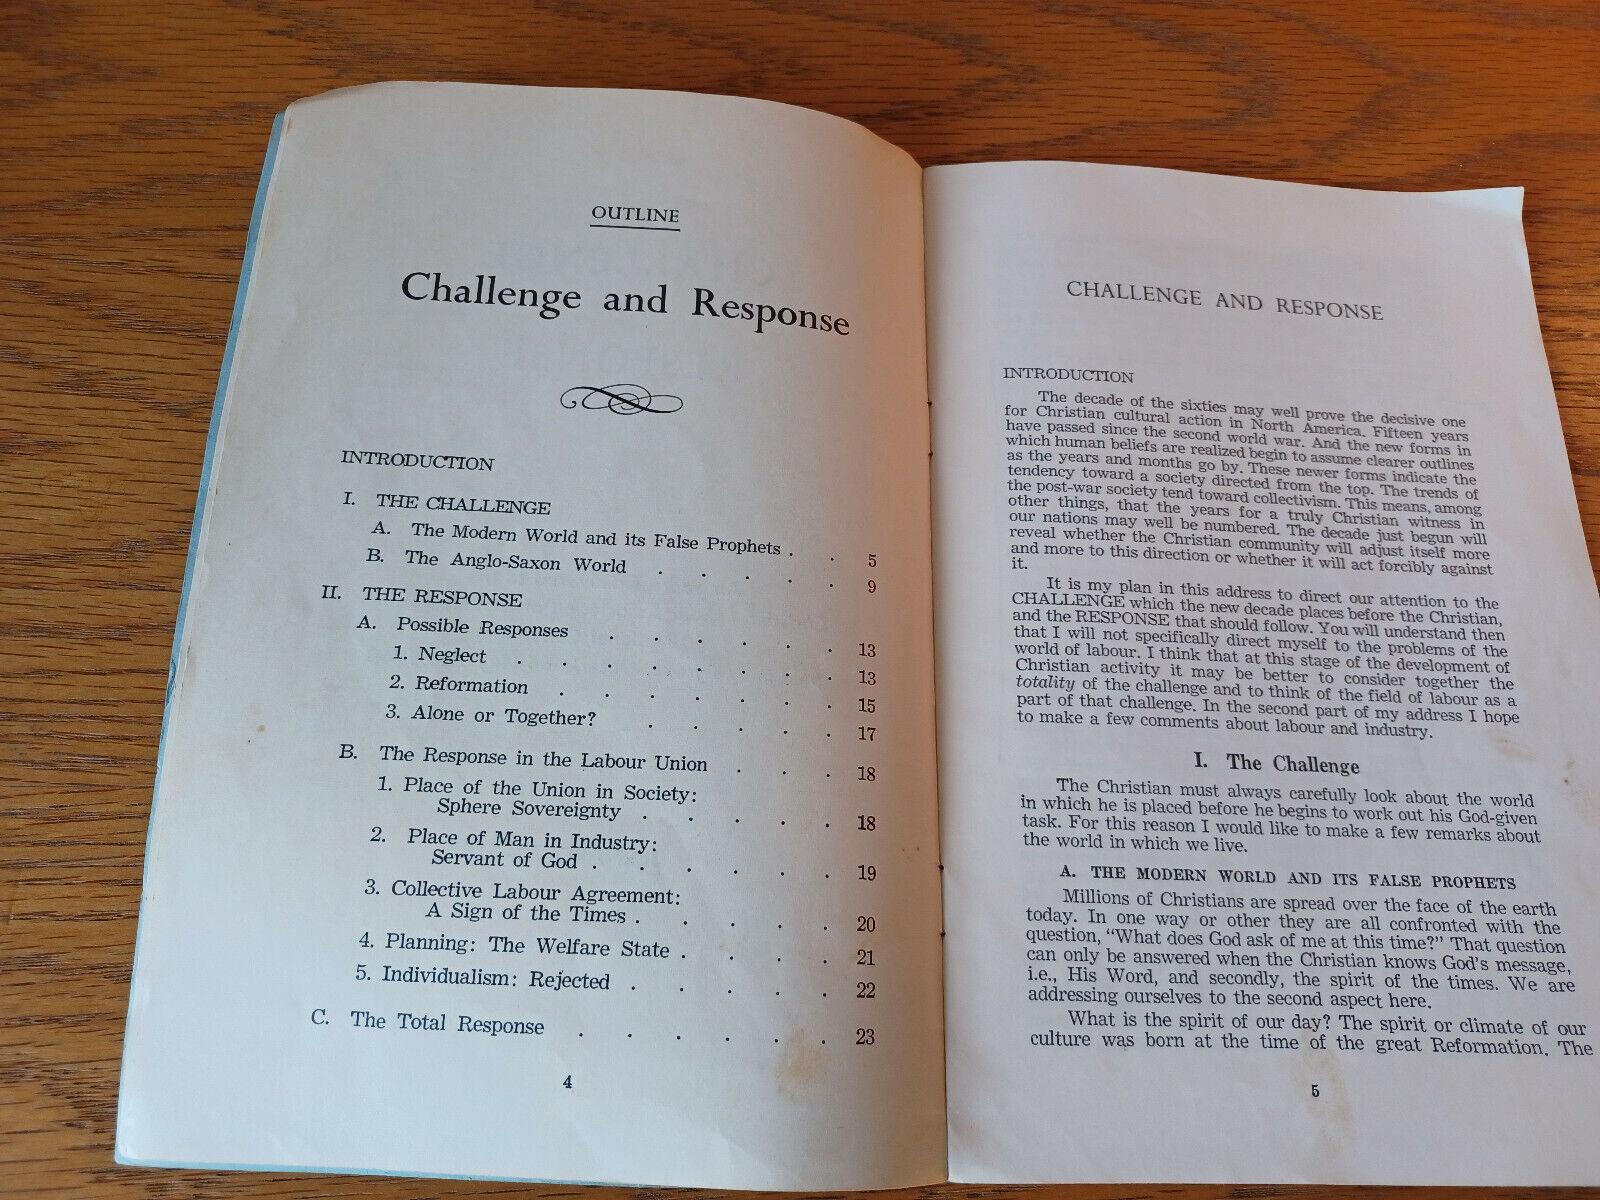 OUTLINE
Challenge and Response
INTRODUCTION
I. THE CHALLENGE
A. The Modern World and its False Prophets . . 5
B. The Anglo-Saxon World . . . . . 9
II. THE RESPONSE
A. Possible Responses . . . . . . 13
1. Neglect . . . . . . . . 13
2. Reformation . . . . . . . 15
3. Alone or Together? . . . . . 17
B. The Response in the Labour Union . . . 18
1. Place of the Union in Society:
Sphere Sovereignty . . . . . 18
2. Place of Man in Industry:
Servant of God . . . . . . 19
3. Collective Labour Agreement:
A Sign of the Times . . . . . 20
4. Planning: The Welfare State . . . . 21
5. Individualism: Rejected . . . . . 22
C. The Total Response . . . . . . 23
4
CHALLENGE AND RESPONSE
INTRODUCTION
The decade of the sixties may well prove the decisive one
for Christian cultural action in North America. Fifteen years
have passed since the second world war. And the new forms in
which human beliefs are realized begin to assume clearer outlines
as the years and months go by. These newer forms indicate the
tendency toward a society directed from the top. The trends of
the post-war society tend toward collectivism. This means, among
other things, that the years for a truly Christian witness in
our nations may well be numbered. The decade just begun will
reveal whether the Christian community will adjust itself more
and more to this direction or whether it will act forcibly against
it.
It is my plan in this address to direct our attention to the
CHALLENGE which the new decade places before the Christian,
and the RESPONSE that should follow. You will understand then
that I will not specifically direct myself to the problems of the
world of labour. I think that at this stage of the development of
Christian activity it may be better to consider together the
totality of the challenge and to think of the field of labour as a
part of that challenge. In the second part of my address I hope
to make a few comments about labour and industry.
I. The Challenge
The Christian must always carefully look about the world
in which he is placed before he begins to work out his God-given
task. For this reason I would like to make a few remarks about
the world in which we live.
A. THE MODERN WORLD AND ITS FALSE PROPHETS
Millions of Christians are spread over the face of the earth
today. In one way or other they are all confronted with the
question, "What does God ask of me at this time?" That question
can only be answered when the Christian knows God's message,
i.e., His Word, and secondly, the spirit of the times. We are
addressing ourselves to the second aspect here.
What is the spirit of our day? The spirit or climate of our
culture was born at the time of the great Reformation. The
5